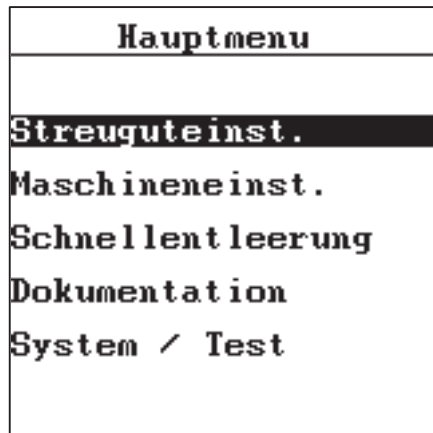 Hauptmenu
Streuguteinst.
Maschineneinst.
Schnellentleerung
Dokumentation
System / Test